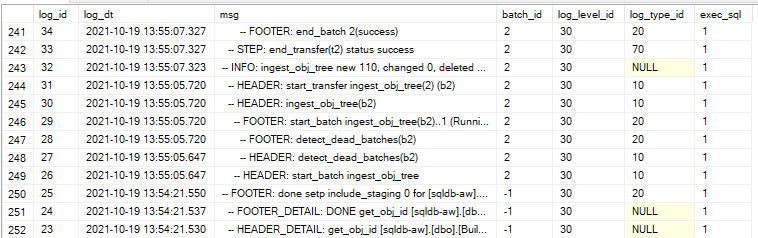 log_id log_dt msg batch_id log_level_id log_type_id exec_sql
241 34 2021-10-19 13:55:07.327 -- FOOTER: end_batch 2(success) 2 30 20 1
242 33 2021-10-19 13:55:07.327 -- STEP: end_transfer(t2) status success 2 30 70 1
243 32 2021-10-19 13:55:07.323 -- INFO: ingest_obj_tree new 110, changed 0, deleted ... 2 30 NULL 1
244 31 2021-10-19 13:55:05.720 -- HEADER: start_transfer ingest_obj_tree(2) (b2) 2 30 10 1
245 30 2021-10-19 13:55:05.720 -- HEADER: ingest_obj_tree(b2) 2 30 10 1
246 29 2021-10-19 13:55:05.720 -- FOOTER: start_batch ingest_obj_tree(b2)..1 (Runni... 2 30 20 1
247 28 2021-10-19 13:55:05.720 -- FOOTER: detect_dead_batches(b2) 2 30 20 1
248 27 2021-10-19 13:55:05.647 -- HEADER: detect_dead_batches(b2) 2 30 10 1
249 26 2021-10-19 13:55:05.647 -- HEADER: start_batch ingest_obj_tree 2 30 10 1
250 25 2021-10-19 13:54:21.550 -- FOOTER: done setp include_staging 0 for [sqldb-aw].... -1 30 20 1
251 24 2021-10-19 13:54:21.537 -- FOOTER_DETAIL: DONE get_obj_id [sqldb-aw].[db... -1 30 NULL 1
252 23 2021-10-19 13:54:21.530 -- HEADER_DETAIL: get_obj_id [sqldb-aw].[dbo].[Buil... -1 30 NULL 1